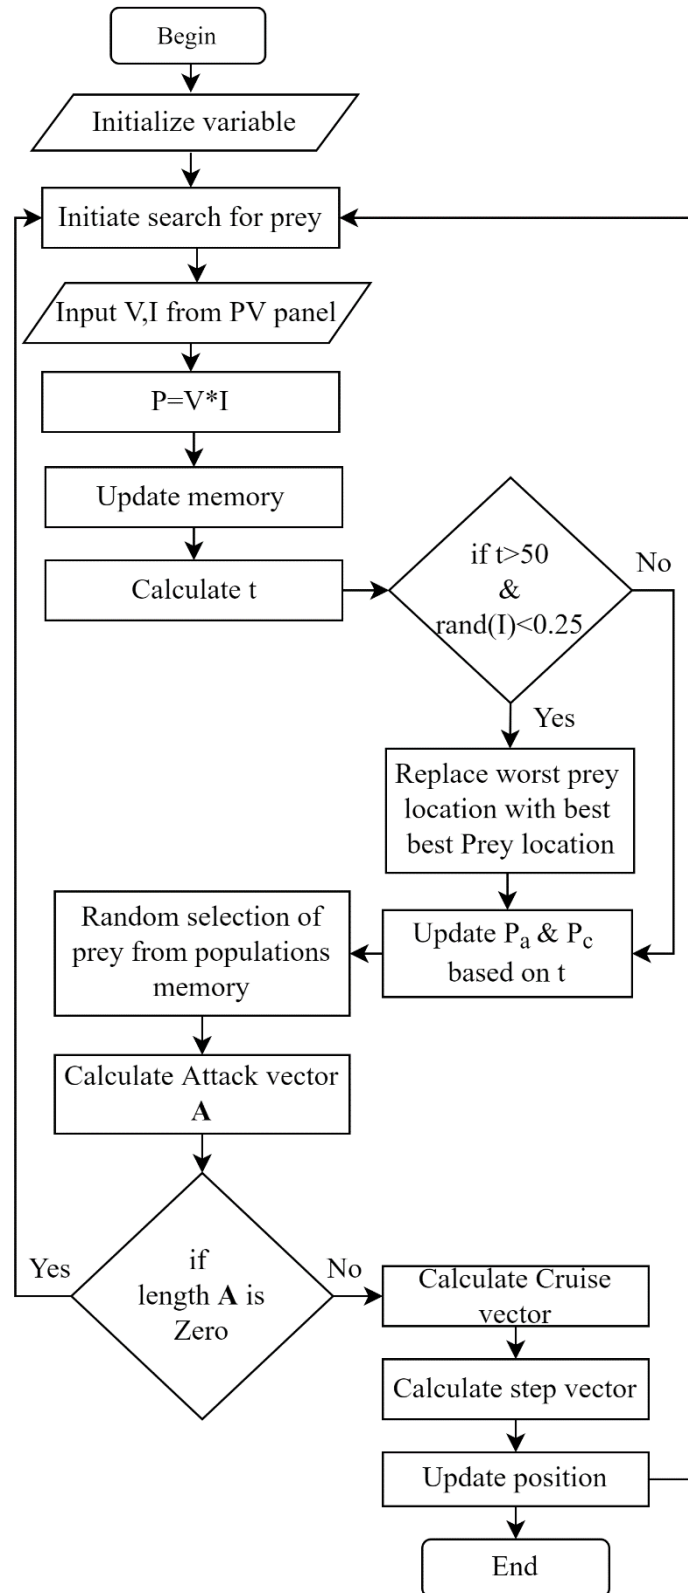 Begin
Initialize variable
Initiate search for prey
Input V,I from PV panel
P=V*I
Update memory
Calculate t
if t>50
&
rand(I)<0.25
No
Yes
Replace worst prey
location with best
best Prey location
Update Pa & Pc
based on t
Random selection of
prey from populations
memory
Calculate Attack vector
A
if
length A is
Zero
Yes
No
Calculate Cruise
vector
Calculate step vector
Update position
End